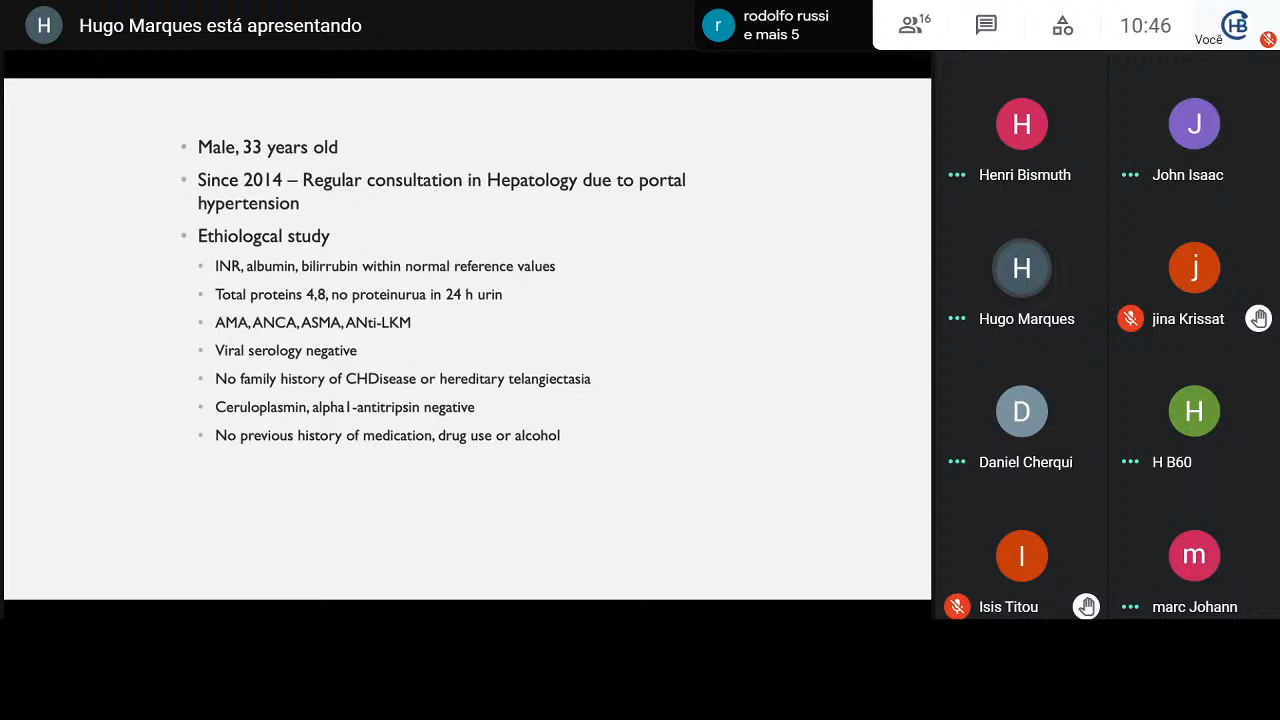 H
Hugo Marques está apresentando
r
rodolfo russi
e mais 5
16
10:46
Você
HB
• Male, 33 years old
• Since 2014 – Regular consultation in Hepatology due to portal
hypertension
• Ethiologcal study
• INR, albumin, bilirrubin within normal reference values
• Total proteins 4,8, no proteinurua in 24 h urin
• AMA, ANCA, ASMA, ANti-LKM
• Viral serology negative
• No family history of CHDisease or hereditary telangiectasia
• Ceruloplasmin, alpha1-antitripsin negative
• No previous history of medication, drug use or alcohol
H
Henri Bismuth
J
John Isaac
H
Hugo Marques
j
jina Krissat
D
Daniel Cherqui
H
H B60
I
Isis Titou
m
marc Johann